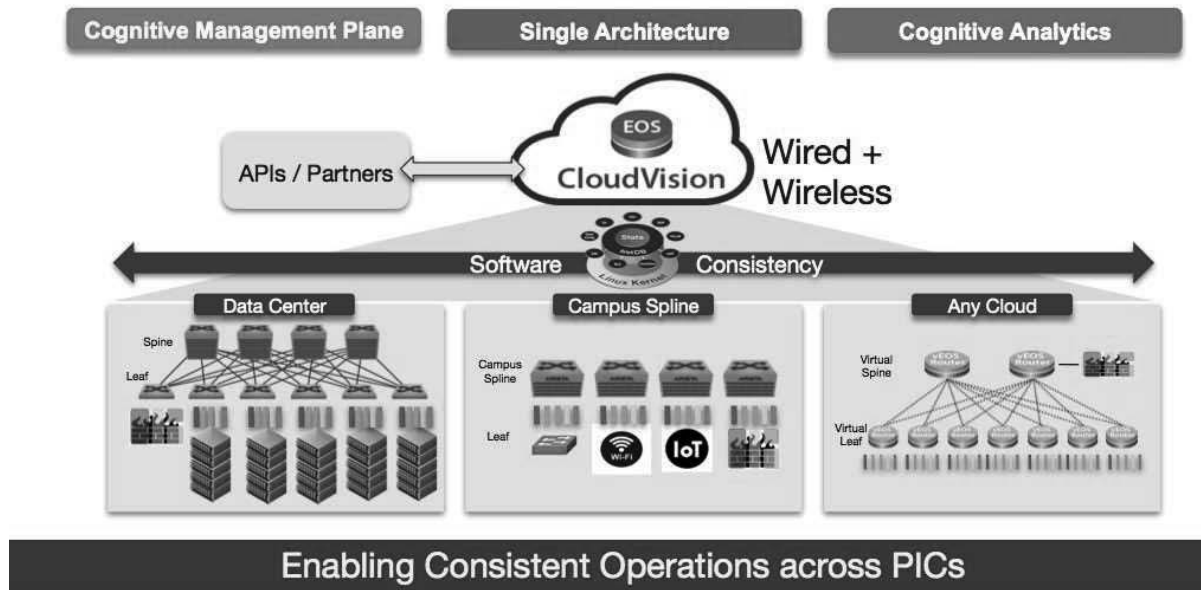 Cognitive Management Plane
Single Architecture
Cognitive Analytics
EOS
CloudVision
APIs / Partners
Wired +
Wireless
State
Linux Kernel
Software
Consistency
Data Center
Spine
Leaf
Campus Spline
Campus
Spline
Leaf
Wi-Fi
IoT
Any Cloud
Virtual
Spine
vEOS
Router
vEOS
Router
Virtual
Leaf
Enabling Consistent Operations across PICs